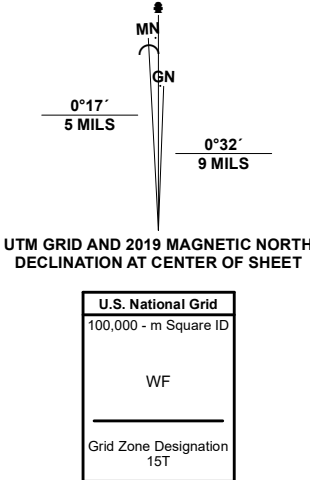 MN
GN
0°17´
5 MILS
0°32´
9 MILS
UTM GRID AND 2019 MAGNETIC NORTH
DECLINATION AT CENTER OF SHEET
U.S. National Grid
100,000 - m Square ID
WF
Grid Zone Designation
15T